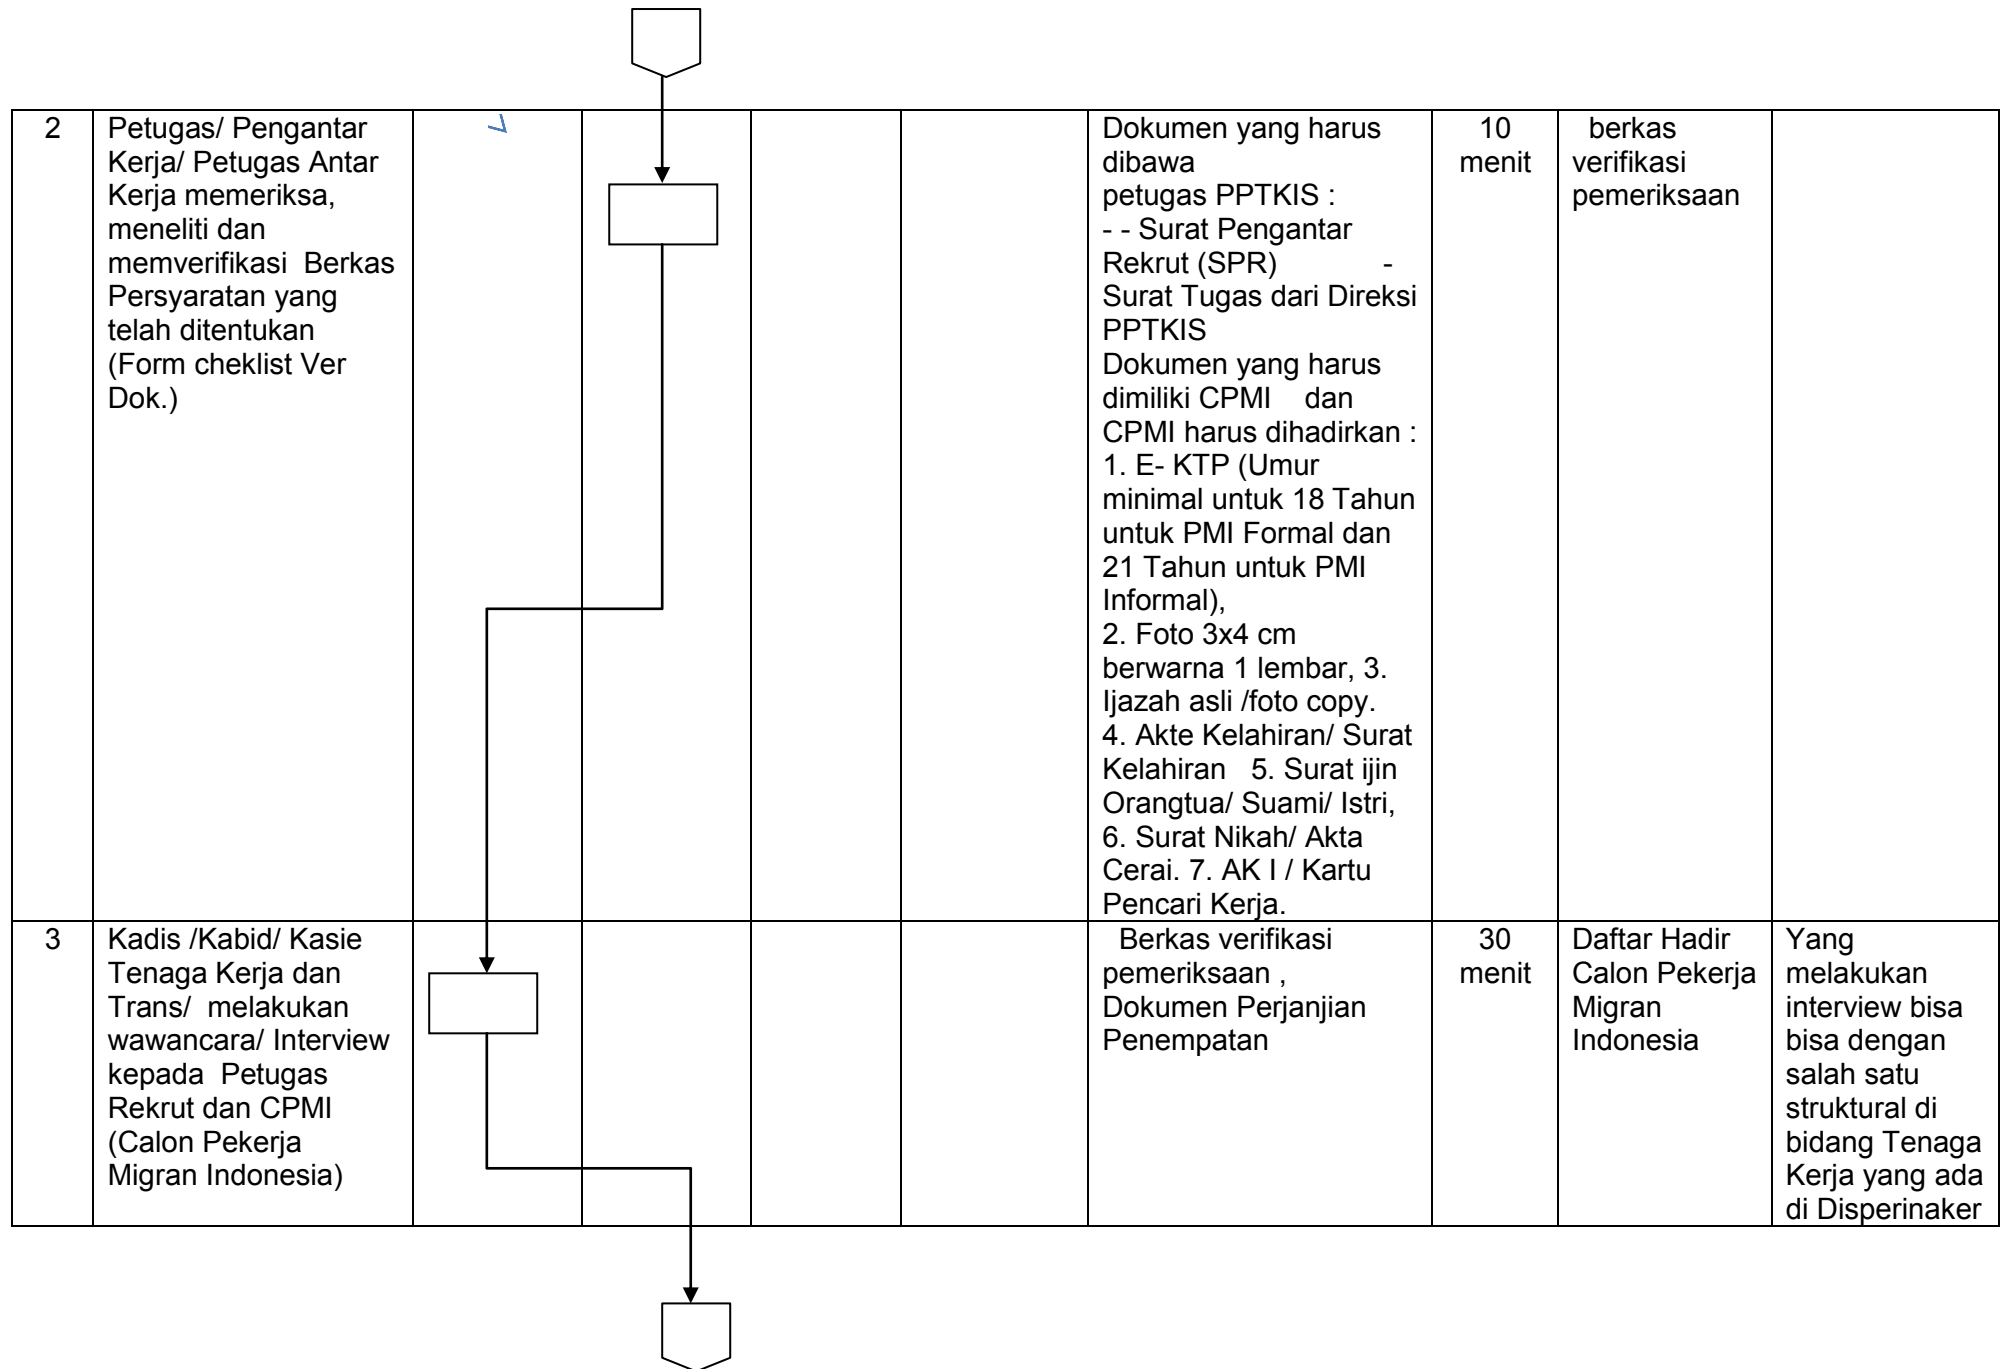 2
Petugas/ Pengantar
Kerja/ Petugas Antar
Kerja memeriksa,
meneliti dan
memverifikasi  Berkas
Persyaratan yang
telah ditentukan
(Form cheklist Ver
Dok.)
Dokumen yang harus
dibawa
petugas PPTKIS :
- - Surat Pengantar
Rekrut (SPR)             -
Surat Tugas dari Direksi
PPTKIS
Dokumen yang harus
dimiliki CPMI    dan
CPMI harus dihadirkan :
1. E- KTP (Umur
minimal untuk 18 Tahun
untuk PMI Formal dan
21 Tahun untuk PMI
Informal),
2. Foto 3x4 cm
berwarna 1 lembar, 3.
Ijazah asli /foto copy.
4. Akte Kelahiran/ Surat
Kelahiran   5. Surat ijin
Orangtua/ Suami/ Istri,
6. Surat Nikah/ Akta
Cerai. 7. AK I / Kartu
Pencari Kerja.
10
menit
berkas
verifikasi
pemeriksaan
3
Kadis /Kabid/ Kasie
Tenaga Kerja dan
Trans/  melakukan
wawancara/ Interview
kepada  Petugas
Rekrut dan CPMI
(Calon Pekerja
Migran Indonesia)
Berkas verifikasi
pemeriksaan ,
Dokumen Perjanjian
Penempatan
30
menit
Daftar Hadir
Calon Pekerja
Migran
Indonesia
Yang
melakukan
interview bisa
bisa dengan
salah satu
struktural di
bidang Tenaga
Kerja yang ada
di Disperinaker